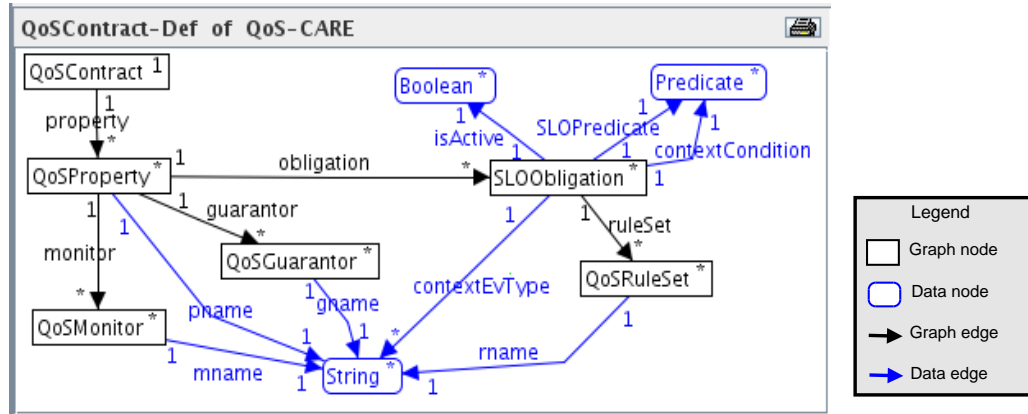 QoSContract-Def of QoS-CARE
QoSContract 1
Boolean *
Predicate *
1
property
1
isActive
SLOPredicate
1
1
contextCondition
*
1
1
1
QoSProperty *
1
obligation
*
SLOObligation *
1
1
1
1
guarantor
1
1
ruleSet
monitor
*
*
QoSGuarantor *
QoSRuleSet *
*
pname
1
gname
contextEvType
1
QoSMonitor *
1
1
*
rname
1
mname
1
String *
1
Legend
Graph node
Data node
Graph edge
Data edge